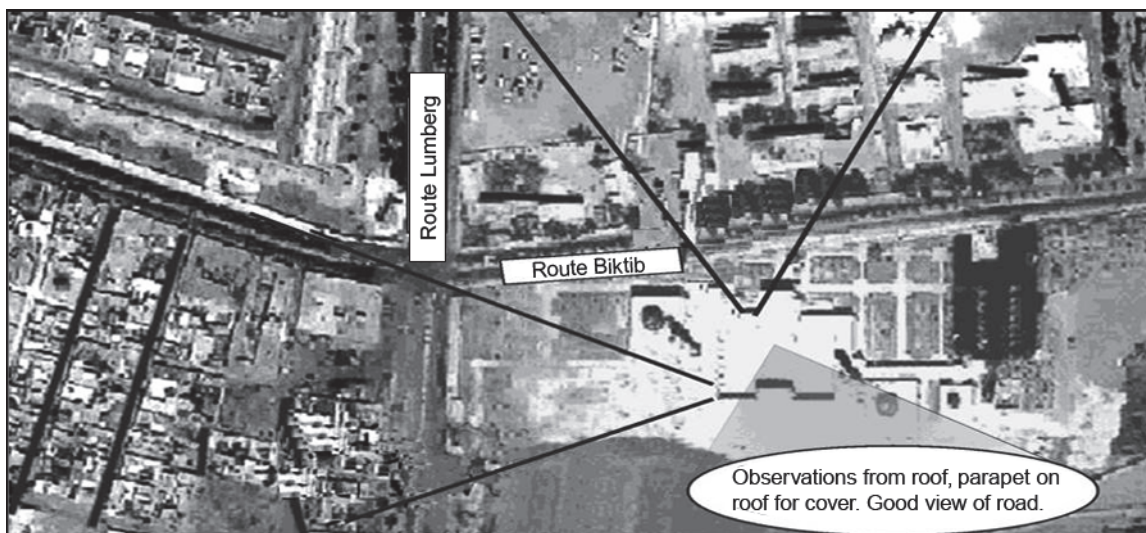 Route Lumberg
Route Biktib
Observations from roof, parapet on
roof for cover. Good view of road.